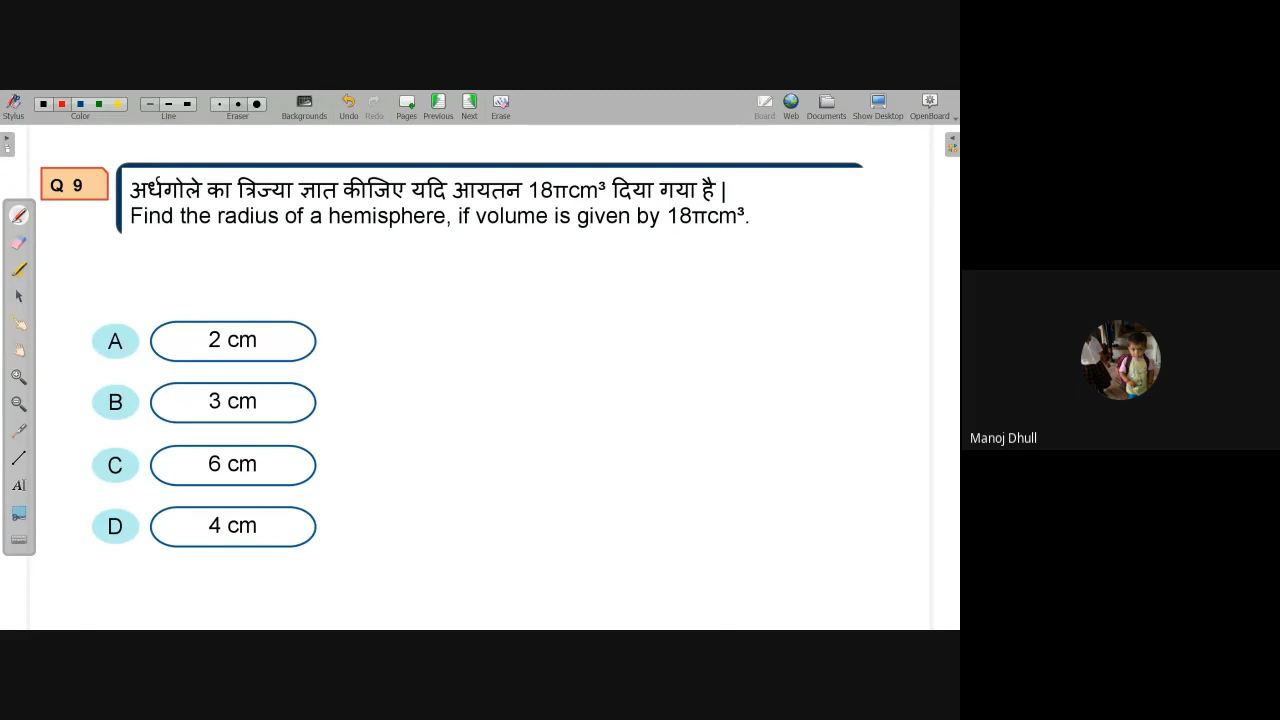 Stylus
Color
Line
Eraser
Backgrounds
Undo
Redo
Pages
Previous
Next
Erase
Board
Web
Documents
Show Desktop
OpenBoard
Q 9
अर्धगोले का त्रिज्या ज्ञात कीजिए यदि आयतन 18πcm³ दिया गया है |
Find the radius of a hemisphere, if volume is given by 18πcm³.
A 2 cm
B 3 cm
C 6 cm
D 4 cm
Manoj Dhull